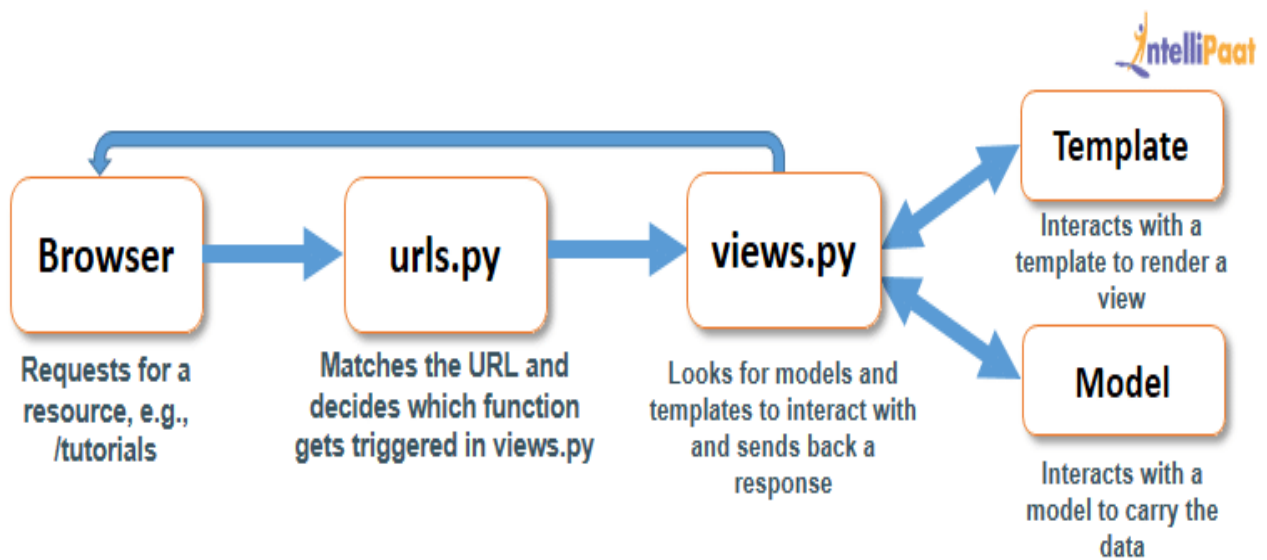 IntelliPaat
Template
Browser
urls.py
views.py
Interacts with a
template to render a
view
Requests for a
resource, e.g.,
/tutorials
Matches the URL and
decides which function
gets triggered in views.py
Looks for models and
templates to interact with
and sends back a
response
Model
Interacts with a
model to carry the
data